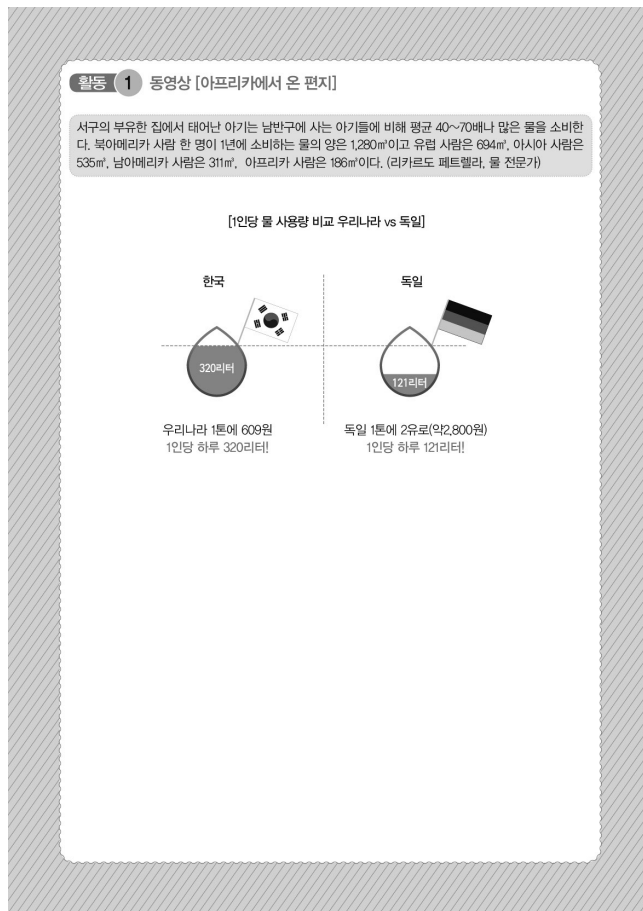 활동 1 동영상 [아프리카에서 온 편지]
서구의 부유한 집에서 태어난 아기는 남반구에 사는 아기들에 비해 평균 40~70배나 많은 물을 소비한
다. 북아메리카 사람 한 명이 1년에 소비하는 물의 양은 1,280㎥이고 유럽 사람은 694㎥, 아시아 사람은
535㎥, 남아메리카 사람은 311㎥, 아프리카 사람은 186㎥이다. (리카르도 페트렐라, 물 전문가)
[1인당 물 사용량 비교 우리나라 vs 독일]
한국
320리터
우리나라 1톤에 609원
1인당 하루 320리터!
독일
121리터
독일 1톤에 2유로(약2,800원)
1인당 하루 121리터!